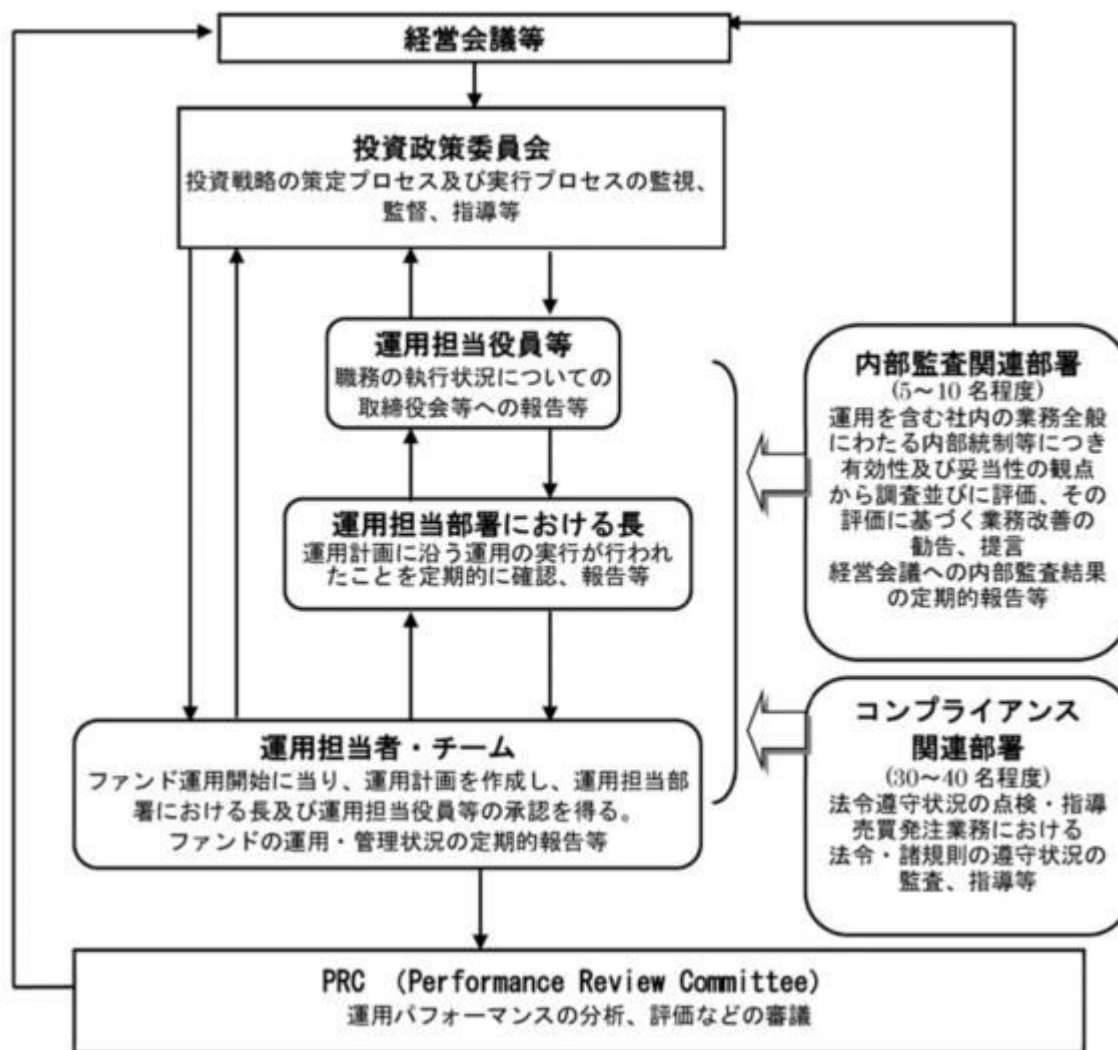 経営会議等
投資政策委員会
投資戦略の策定プロセス及び実行プロセスの監視、
監督、指導等
運用担当役員等
職務の執行状況についての
取締役会等への報告等
運用担当部署における長
運用計画に沿う運用の実行が行われ
たことを定期的に確認、報告等
運用担当者・チーム
ファンド運用開始に当り、運用計画を作成し、運用担当部
署における長及び運用担当役員等の承認を得る。
ファンドの運用・管理状況の定期的報告等
内部監査関連部署
(5～10 名程度)
運用を含む社内の業務全般
にわたる内部統制等につき
有効性及び妥当性の観点
から調査並びに評価、その
評価に基づく業務改善の
勧告、提言
経営会議への内部監査結果
の定期的報告等
コンプライアンス
関連部署
(30～40 名程度)
法令遵守状況の点検・指導
売買発注業務における
法令・諸規則の遵守状況の
監査、指導等
PRC （Performance Review Committee）
運用パフォーマンスの分析、評価などの審議